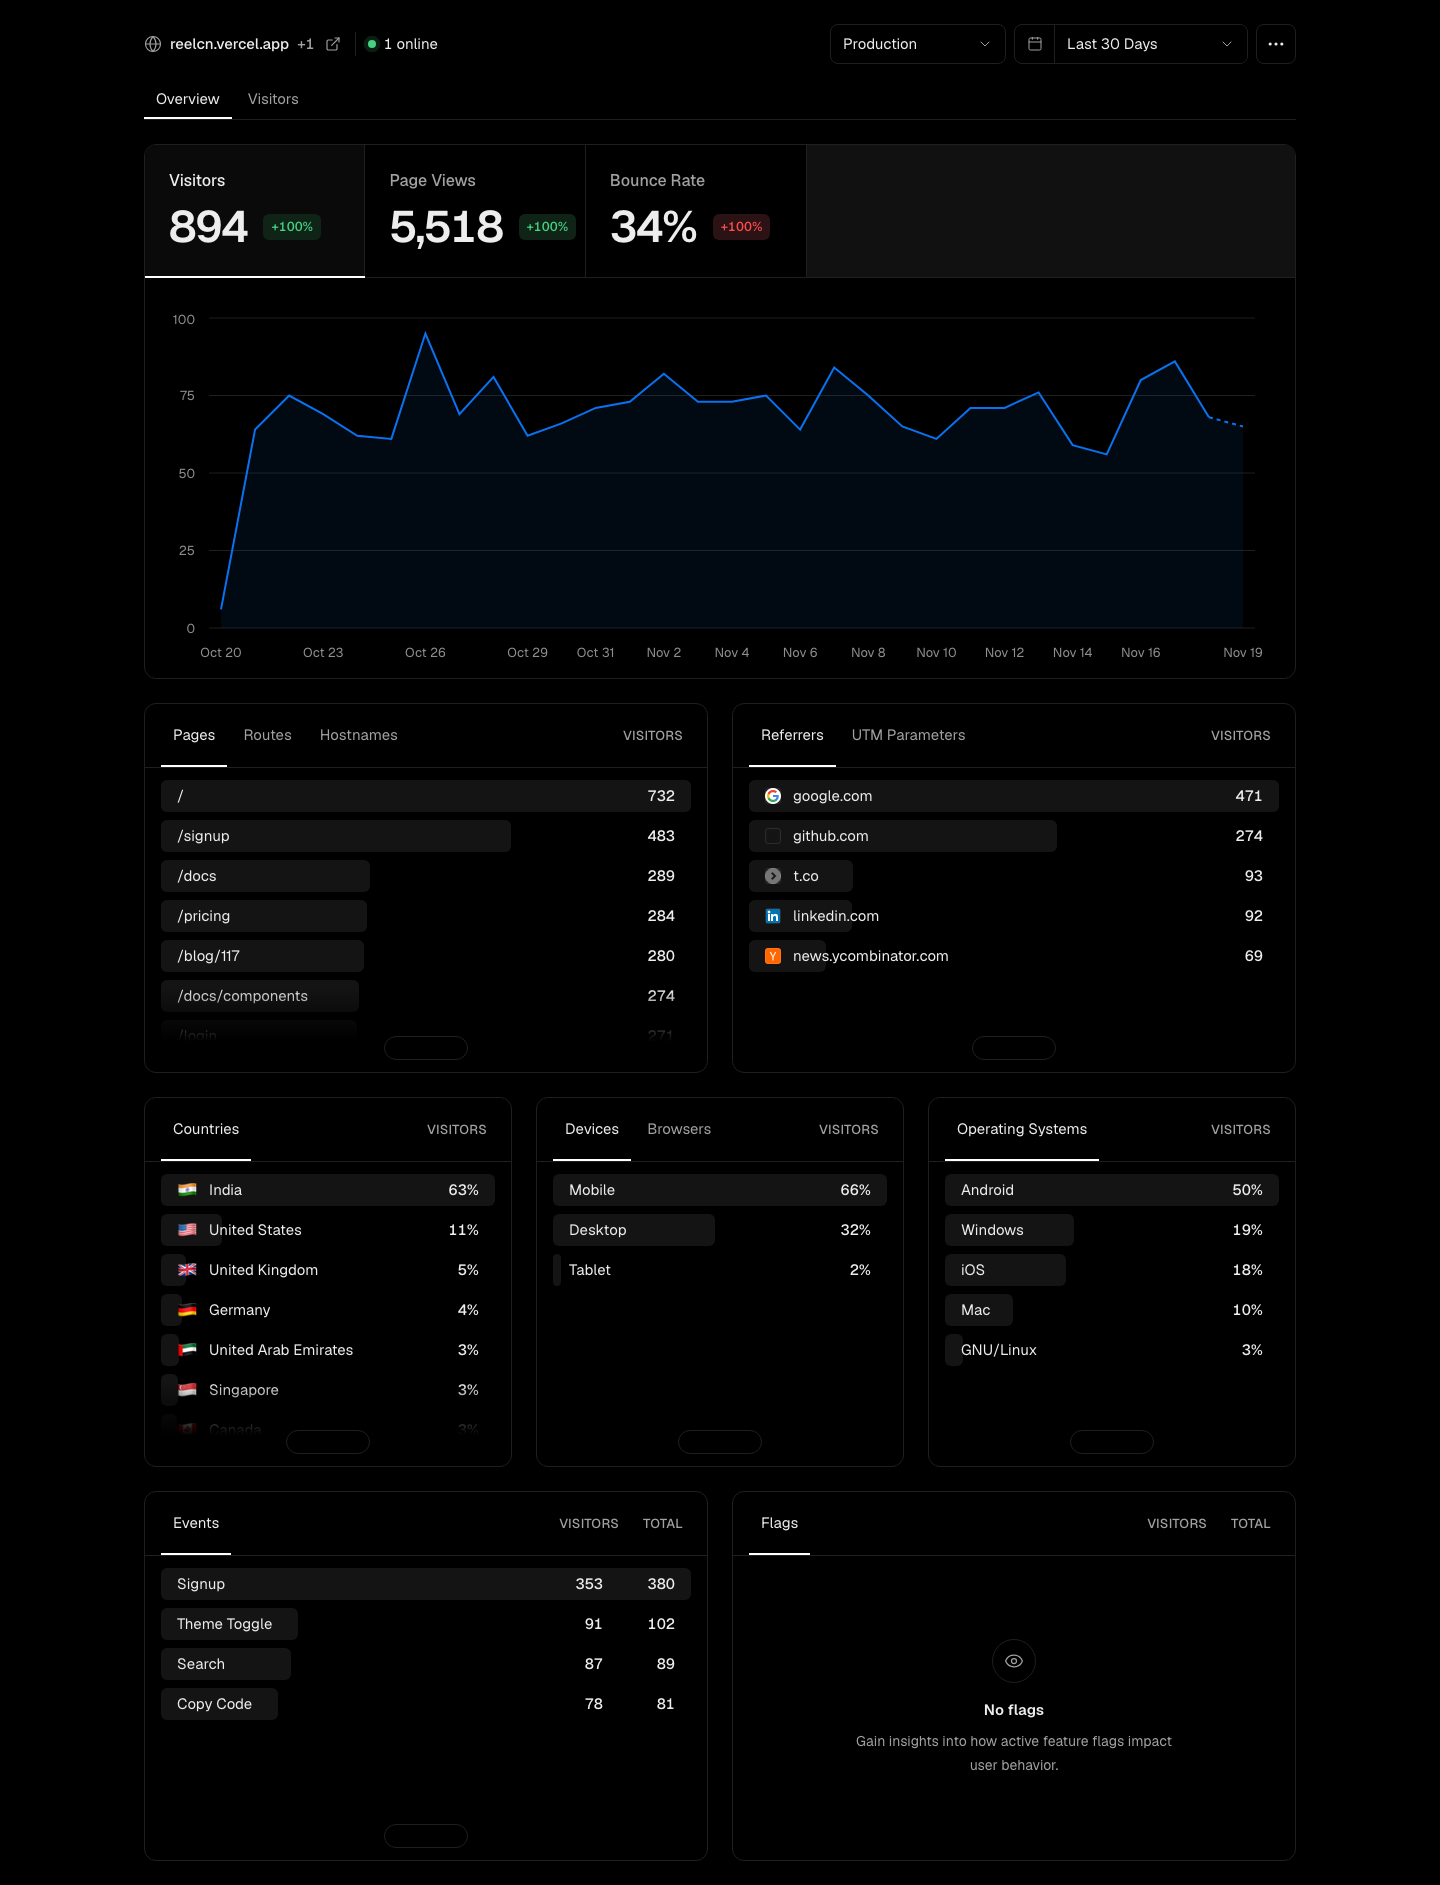 reelcn.vercel.app +1 1 online Production Last 30 Days
Overview Visitors
Visitors Page Views Bounce Rate
894 +100% 5,518 +100% 34% +100%
100
75
50
25
0
Oct 20 Oct 23 Oct 26 Oct 29 Oct 31 Nov 2 Nov 4 Nov 6 Nov 8 Nov 10 Nov 12 Nov 14 Nov 16 Nov 19
Pages Routes Hostnames VISITORS
/ 732
/signup 483
/docs 289
/pricing 284
/blog/117 280
/docs/components 274
/login 271
Referrers UTM Parameters VISITORS
google.com 471
github.com 274
t.co 93
linkedin.com 92
news.ycombinator.com 69
Countries VISITORS
India 63%
United States 11%
United Kingdom 5%
Germany 4%
United Arab Emirates 3%
Singapore 3%
Canada 3%
Devices Browsers VISITORS
Mobile 66%
Desktop 32%
Tablet 2%
Operating Systems VISITORS
Android 50%
Windows 19%
iOS 18%
Mac 10%
GNU/Linux 3%
Events VISITORS TOTAL
Signup 353 380
Theme Toggle 91 102
Search 87 89
Copy Code 78 81
Flags VISITORS TOTAL
No flags
Gain insights into how active feature flags impact
user behavior.